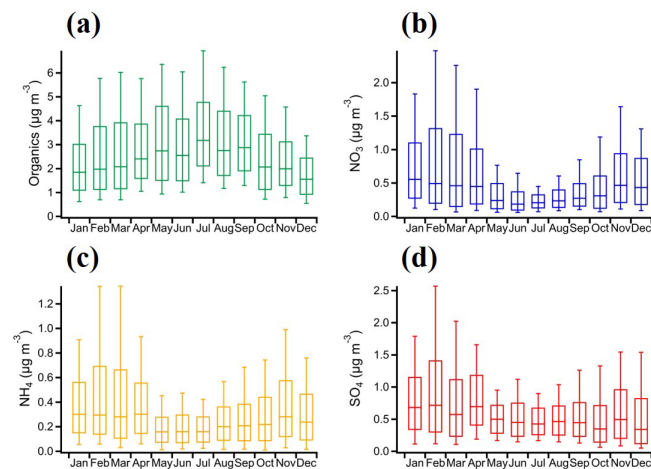 (a)
Organics (µg m⁻³)
6
5
4
3
2
1
0
Jan Feb Mar Apr May Jun Jul Aug Sep Oct Nov Dec
(b)
NO₃ (µg m⁻³)
2.0
1.5
1.0
0.5
0.0
Jan Feb Mar Apr May Jun Jul Aug Sep Oct Nov Dec
(c)
NH₄ (µg m⁻³)
1.2
1.0
0.8
0.6
0.4
0.2
0.0
Jan Feb Mar Apr May Jun Jul Aug Sep Oct Nov Dec
(d)
SO₄ (µg m⁻³)
2.5
2.0
1.5
1.0
0.5
0.0
Jan Feb Mar Apr May Jun Jul Aug Sep Oct Nov Dec